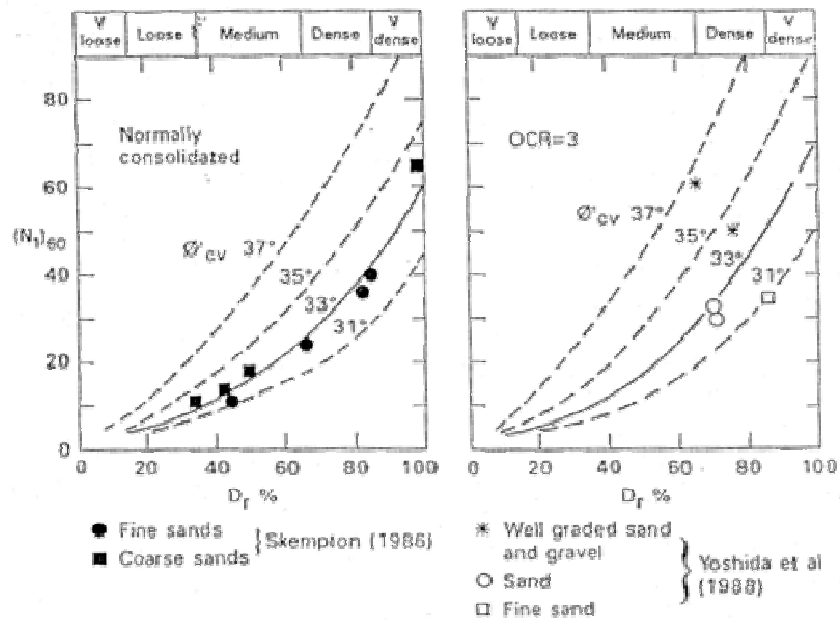 V loose Loose Medium Dense V dense
V loose Loose Medium Dense V dense
80
60
40
20
0
(N₁)₆₀
Normally
consolidated
Ø'cv 37°
35°
33°
31°
0 20 40 60 80 100
Dr %
OCR=3
Ø'cv 37°
35°
33°
31°
0 20 40 60 80 100
Dr %
Fine sands
Coarse sands
Skempion (1986)
Well graded sand
and gravel
Sand
Fine sand
Yoshida et al
(1988)